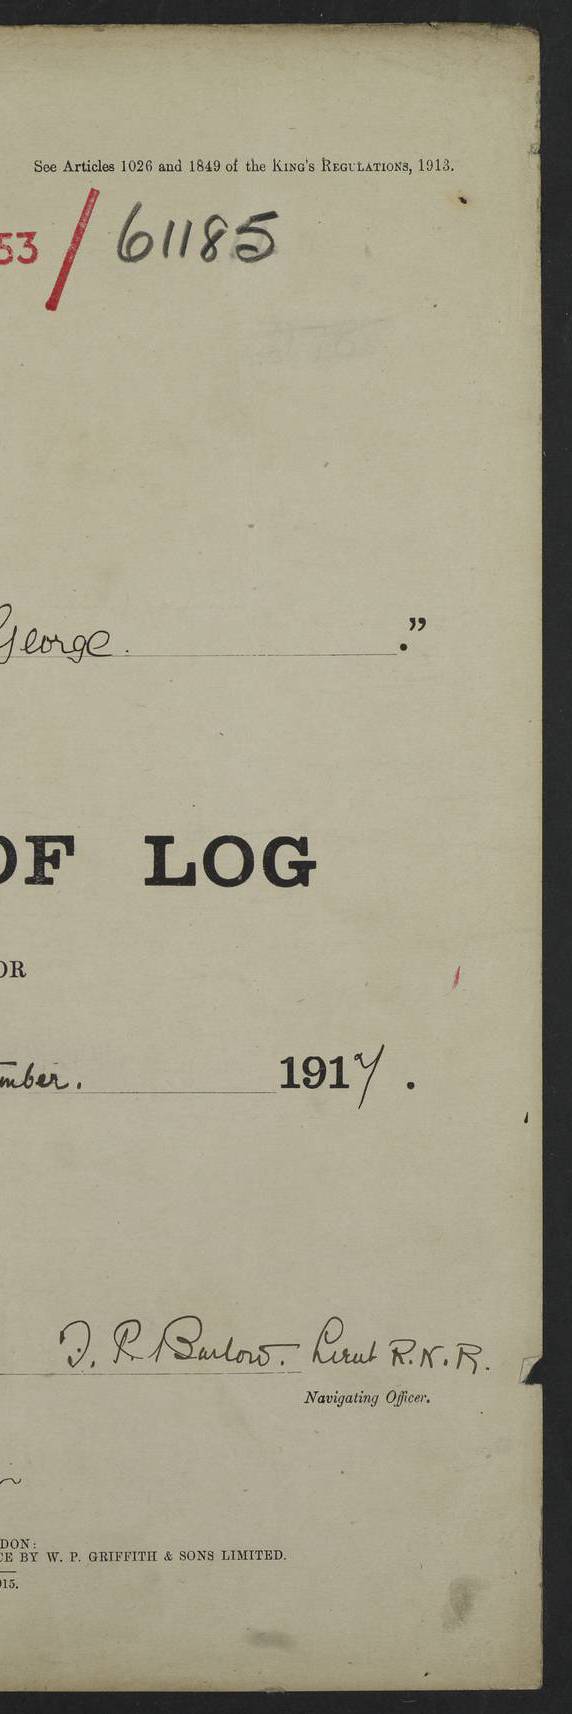 See Articles 1026 and 1849 of the KING'S REGULATIONS, 1913.
53 / 61185
George. ."
OF LOG
OR
mber. 1917.
R. Barlow. Lieut R.N.R.
Navigating Officer.
DON:
CE BY W. P. GRIFFITH & SONS LIMITED.
915.